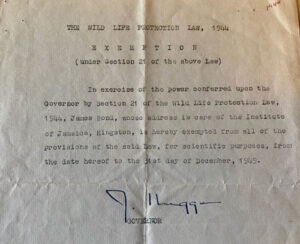 THE WILD LIFE PROTECTION LAW, 1944
EXEPTION
(under Section 21 of the above Law)
In exercise of the power conferred upon the
Governor by Section 21 of the Wild Life Protection Law,
1944, James Bond, whose address is care of the Institute
of Jamaica, Kingston, is hereby exempted from all of the
provisions of the said Law, for scientific purposes, from
the date hereof to the 31st day of December, 1949.
J. Huggins
GOVERNOR